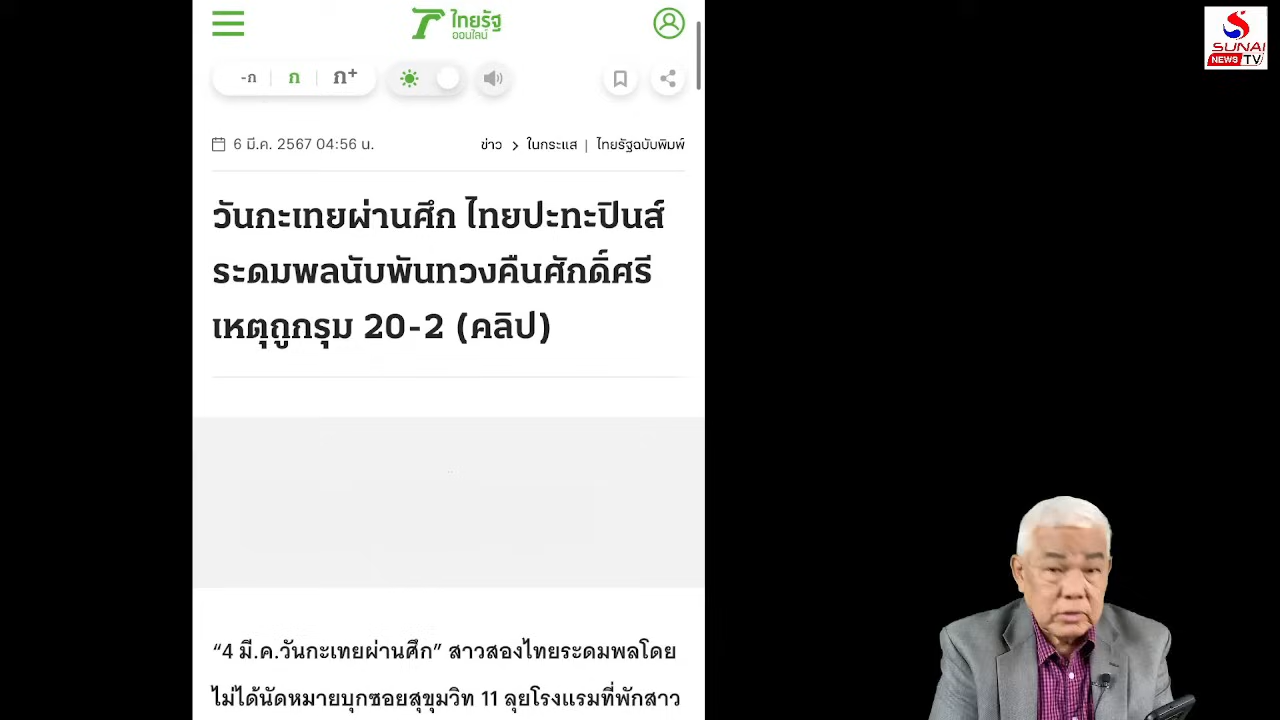 ไทยรัฐ
ออนไลน์
-ก ก ก+
6 มี.ค. 2567 04:56 น.
ข่าว > ในกระแส | ไทยรัฐฉบับพิมพ์
วันกะเทยผ่านศึก ไทยปะทะปินส์
ระดมพลนับพันทวงคืนศักดิ์ศรี
เหตุถูกรุม 20-2 (คลิป)
“4 มี.ค.วันกะเทยผ่านศึก” สาวสองไทยระดมพลโดย
ไม่ได้นัดหมายบุกซอยสุขุมวิท 11 ลุยโรงแรมที่พักสาว
SUNAI
NEWS TV